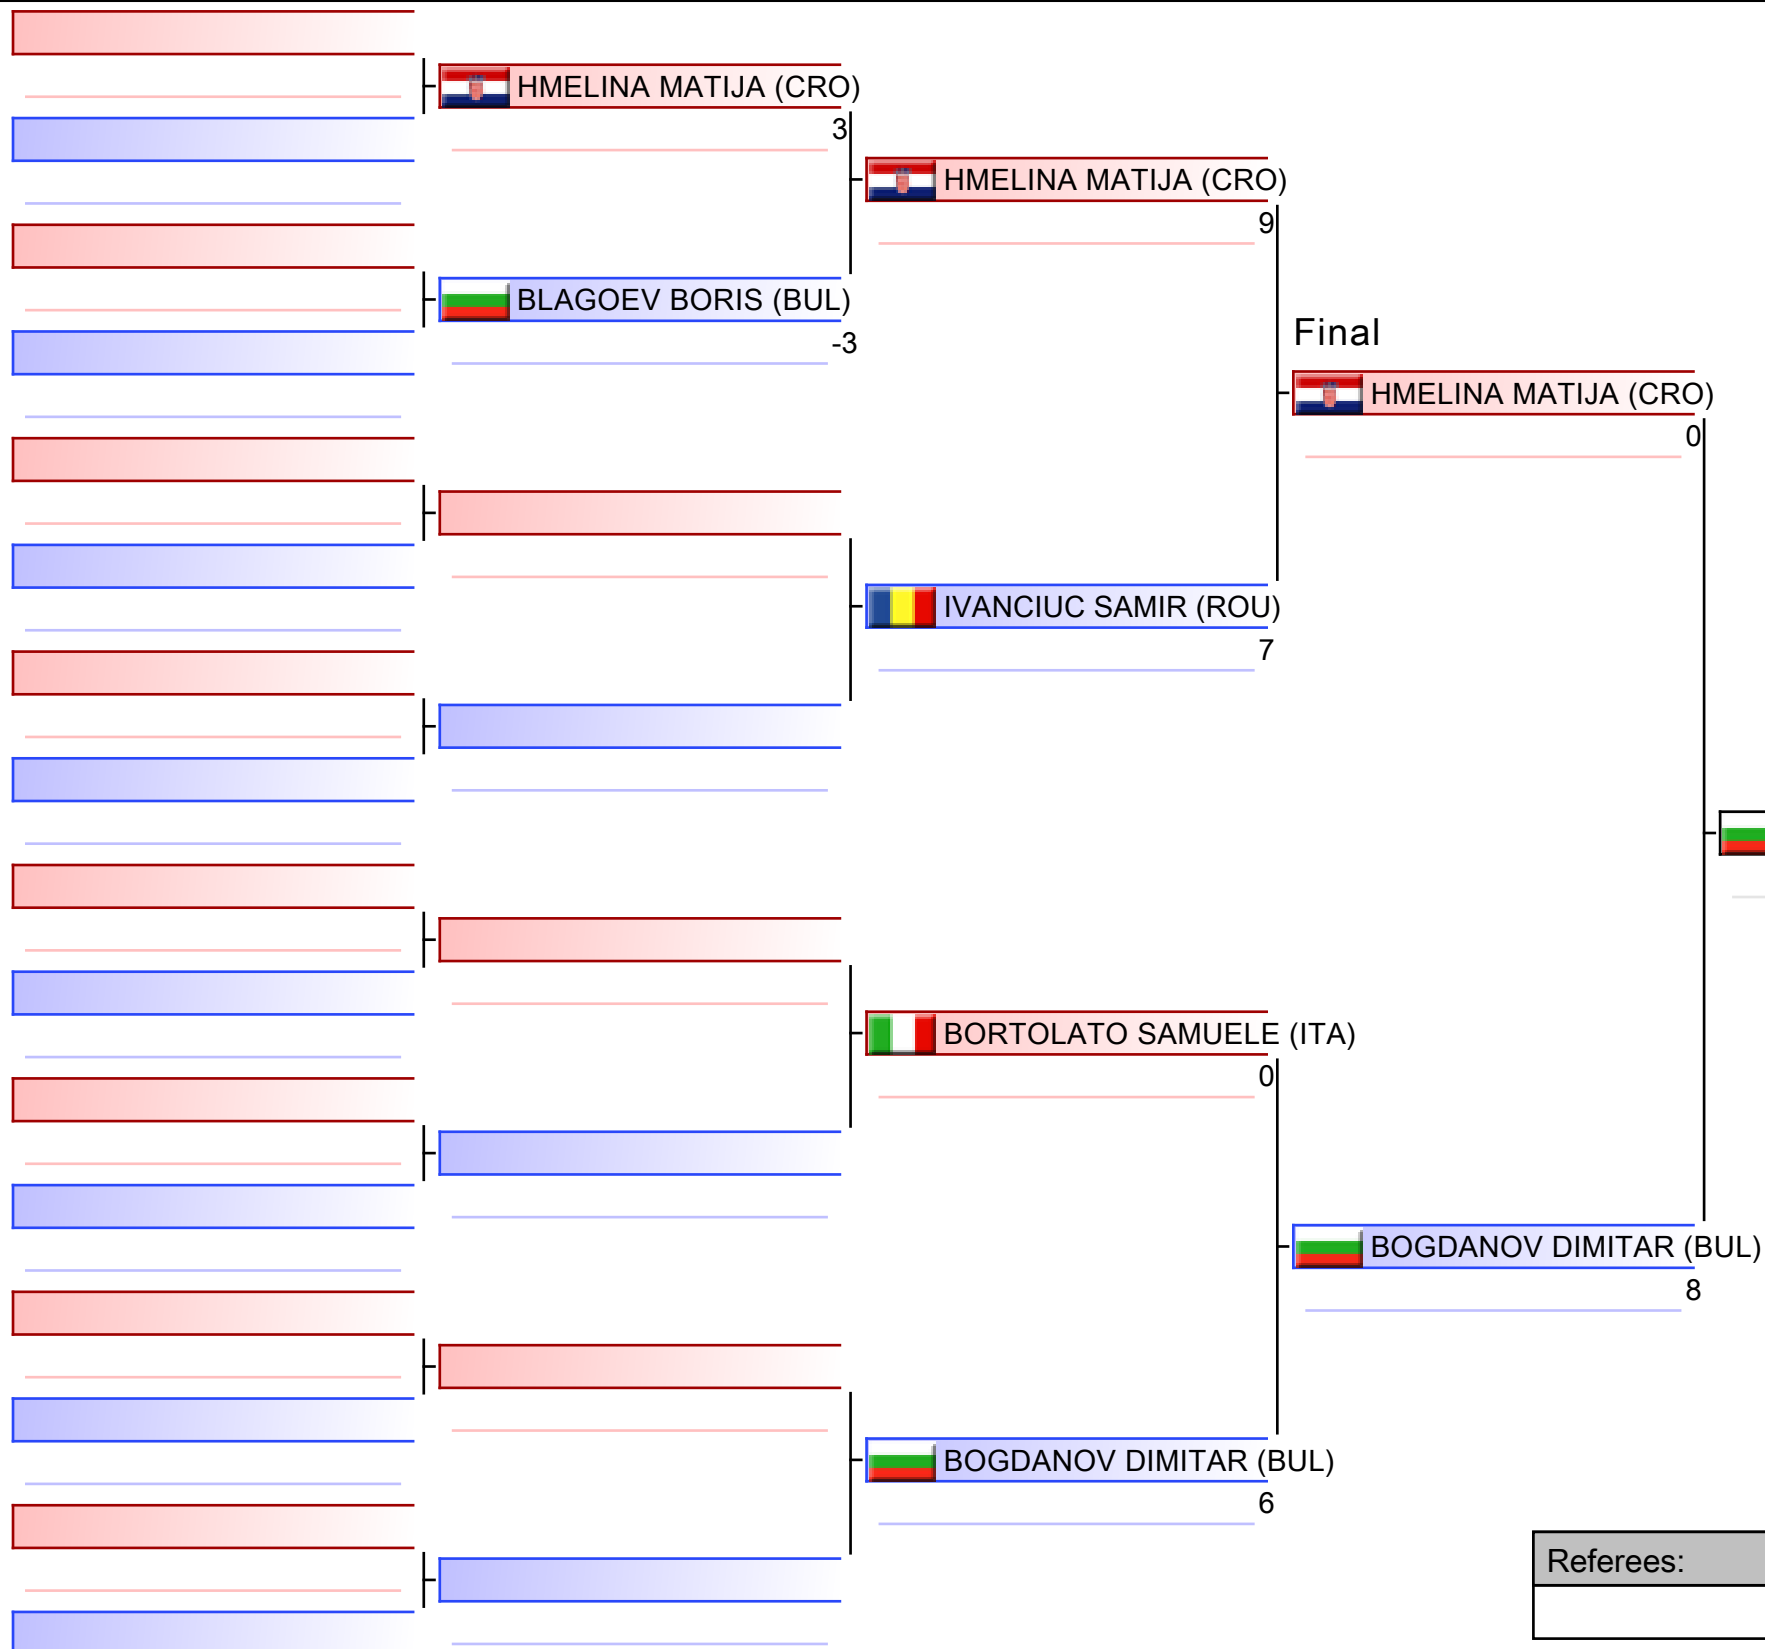 HMELINA MATIJA (CRO)
3
HMELINA MATIJA (CRO)
9
BLAGOEV BORIS (BUL)
-3
Final
HMELINA MATIJA (CRO)
0
IVANCIUC SAMIR (ROU)
7
BORTOLATO SAMUELE (ITA)
0
BOGDANOV DIMITAR (BUL)
8
BOGDANOV DIMITAR (BUL)
6
Referees: